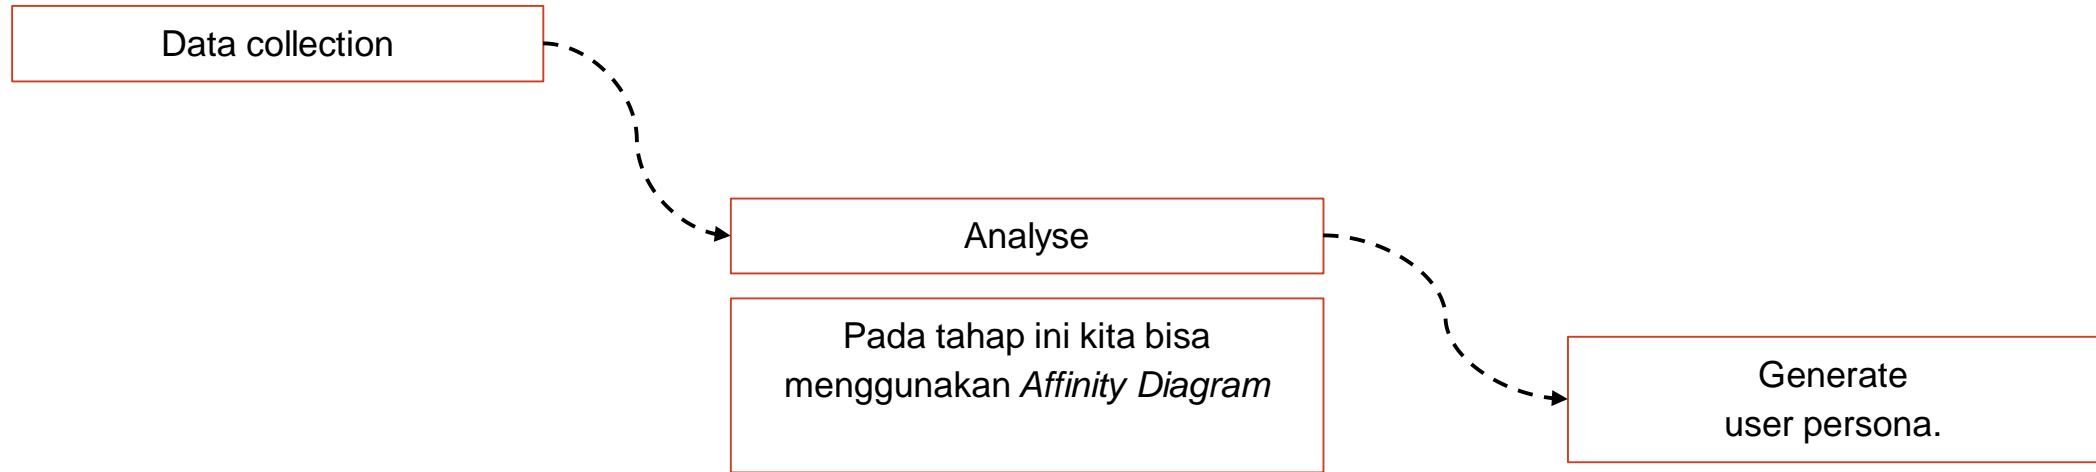 Data collection
Analyse
Pada tahap ini kita bisa
menggunakan Affinity Diagram
Generate
user persona.